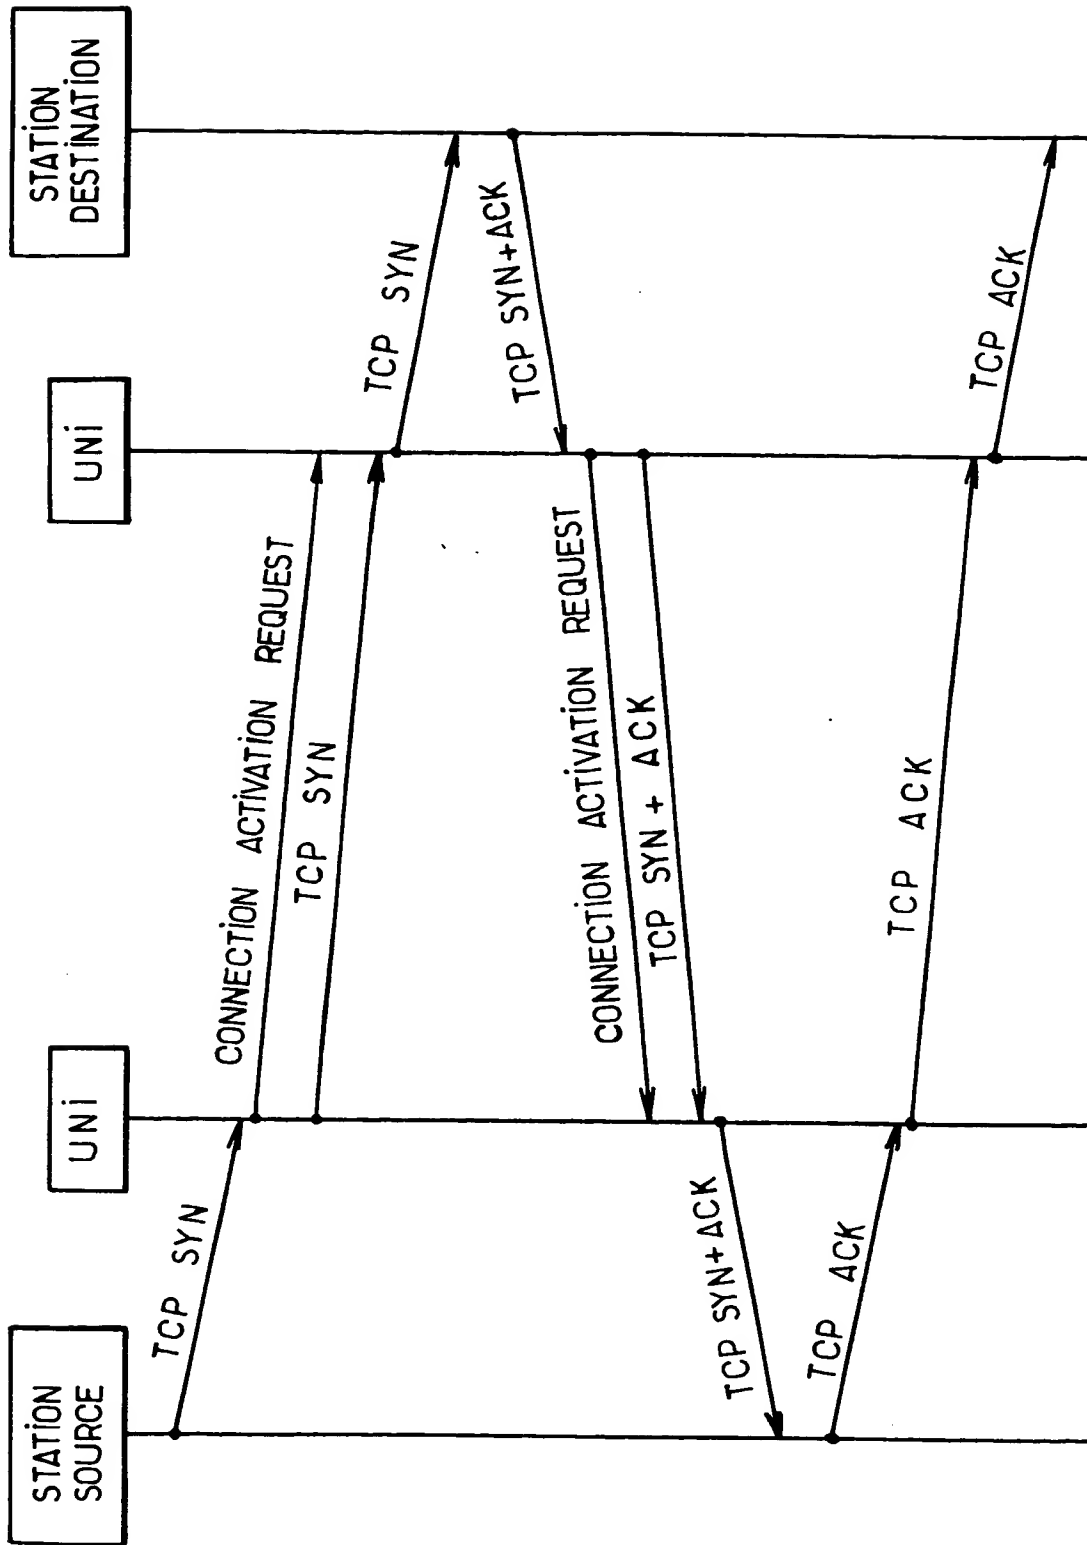 STATION
SOURCE
UNI
UNI
STATION
DESTINATION
TCP SYN
CONNECTION ACTIVATION REQUEST
TCP SYN
TCP SYN
TCP SYN+ACK
CONNECTION ACTIVATION REQUEST
TCP SYN + ACK
TCP SYN+ACK
TCP ACK
TCP ACK
TCP ACK